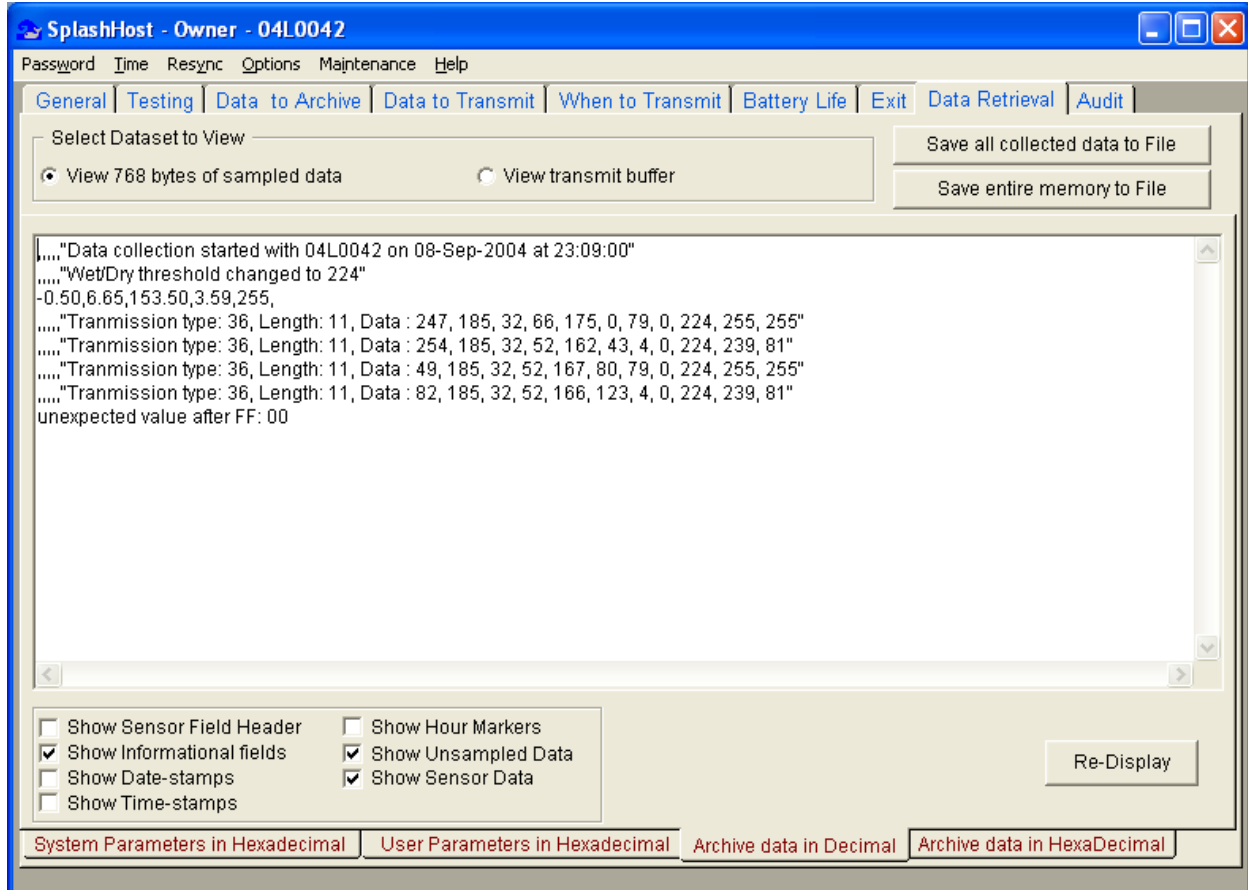 SplashHost - Owner - 04L0042
Password Time Resync Options Maintenance Help
General Testing Data to Archive Data to Transmit When to Transmit Battery Life Exit Data Retrieval Audit
Select Dataset to View
View 768 bytes of sampled data View transmit buffer
Save all collected data to File
Save entire memory to File
,,,,,"Data collection started with 04L0042 on 08-Sep-2004 at 23:09:00"
,,,,,"Wet/Dry threshold changed to 224"
-0.50,6.65,153.50,3.59,255,
,,,,,"Tranmission type: 36, Length: 11, Data : 247, 185, 32, 66, 175, 0, 79, 0, 224, 255, 255"
,,,,,"Tranmission type: 36, Length: 11, Data : 254, 185, 32, 52, 162, 43, 4, 0, 224, 239, 81"
,,,,,"Tranmission type: 36, Length: 11, Data : 49, 185, 32, 52, 167, 80, 79, 0, 224, 255, 255"
,,,,,"Tranmission type: 36, Length: 11, Data : 82, 185, 32, 52, 166, 123, 4, 0, 224, 239, 81"
unexpected value after FF: 00
Show Sensor Field Header Show Hour Markers
Show Informational fields Show Unsampled Data
Show Date-stamps Show Sensor Data
Show Time-stamps
Re-Display
System Parameters in Hexadecimal User Parameters in Hexadecimal Archive data in Decimal Archive data in HexaDecimal